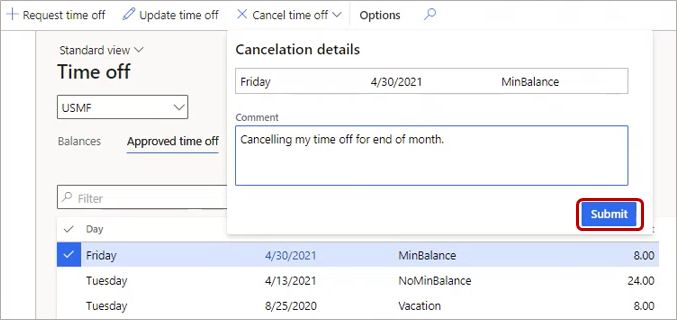 Request time off Update time off Cancel time off Options
Standard view
Time off
USMF
Balances Approved time off
Filter
Cancelation details
Friday 4/30/2021 MinBalance
Comment
Cancelling my time off for end of month.
Submit
Day
Friday 4/30/2021 MinBalance 8.00
Tuesday 4/13/2021 NoMinBalance 24.00
Tuesday 8/25/2020 Vacation 8.00